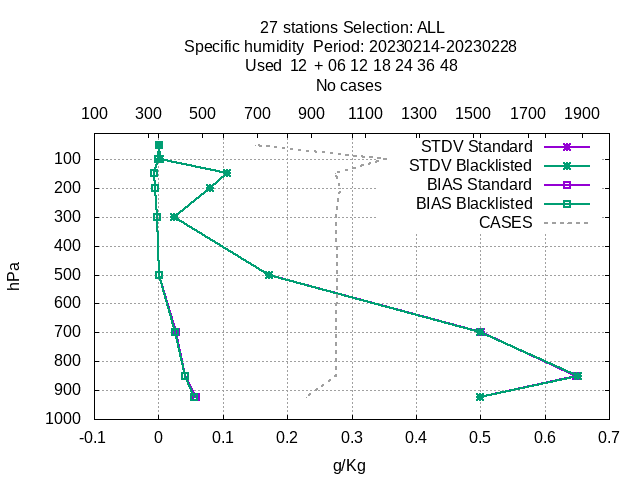 27 stations Selection: ALL
Specific humidity  Period: 20230214-20230228
Used  12  + 06 12 18 24 36 48
No cases
100 300 500 700 900 1100 1300 1500 1700 1900
STDV Standard
STDV Blacklisted
BIAS Standard
BIAS Blacklisted
CASES
hPa
100
200
300
400
500
600
700
800
900
1000
-0.1 0 0.1 0.2 0.3 0.4 0.5 0.6 0.7
g/Kg